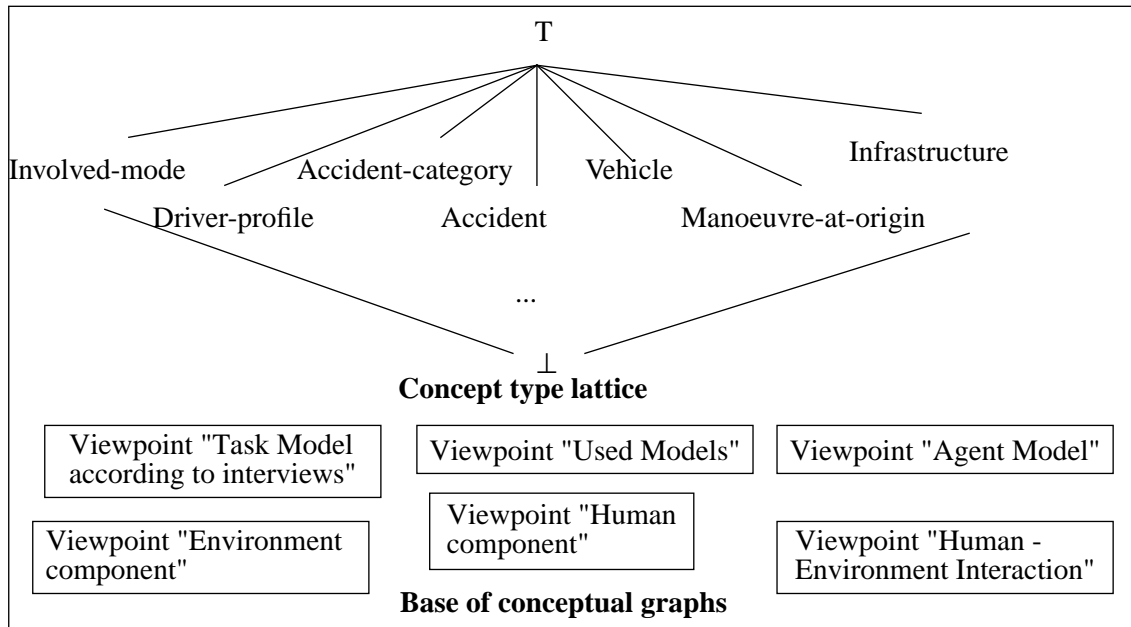 T
Involved-mode
Accident-category
Vehicle
Infrastructure
Driver-profile
Accident
Manoeuvre-at-origin
...
⊥
Concept type lattice
Viewpoint "Task Model
according to interviews"
Viewpoint "Used Models"
Viewpoint "Agent Model"
Viewpoint "Environment
component"
Viewpoint "Human
component"
Viewpoint "Human -
Environment Interaction"
Base of conceptual graphs